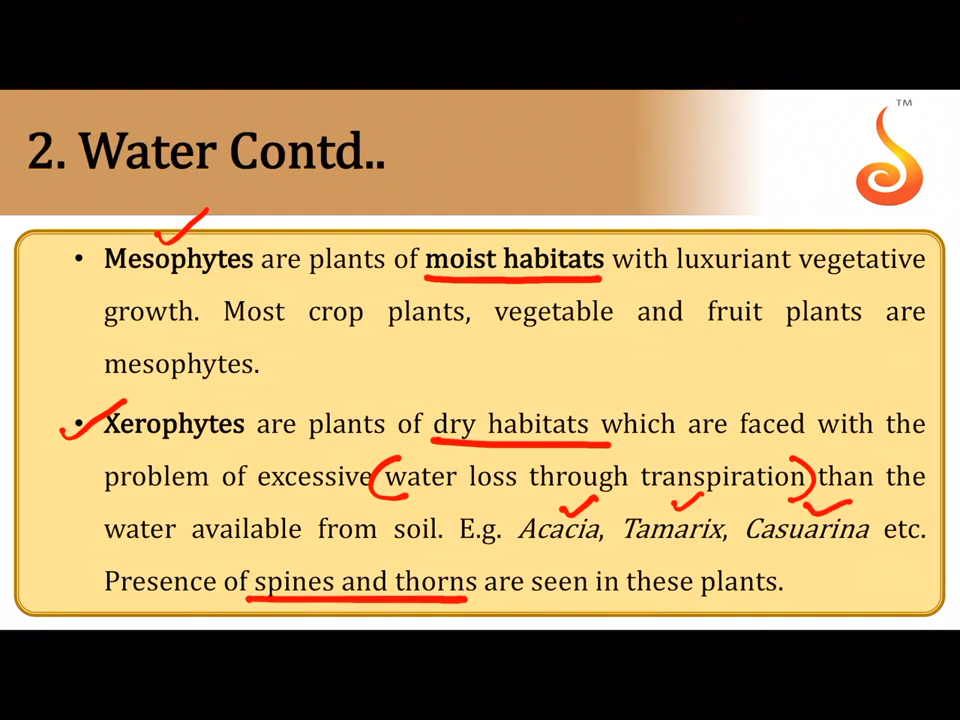 TM
2. Water Contd..
• Mesophytes are plants of moist habitats with luxuriant vegetative
growth. Most crop plants, vegetable and fruit plants are
mesophytes.
• Xerophytes are plants of dry habitats which are faced with the
problem of excessive water loss through transpiration than the
water available from soil. E.g. Acacia, Tamarix, Casuarina etc.
Presence of spines and thorns are seen in these plants.